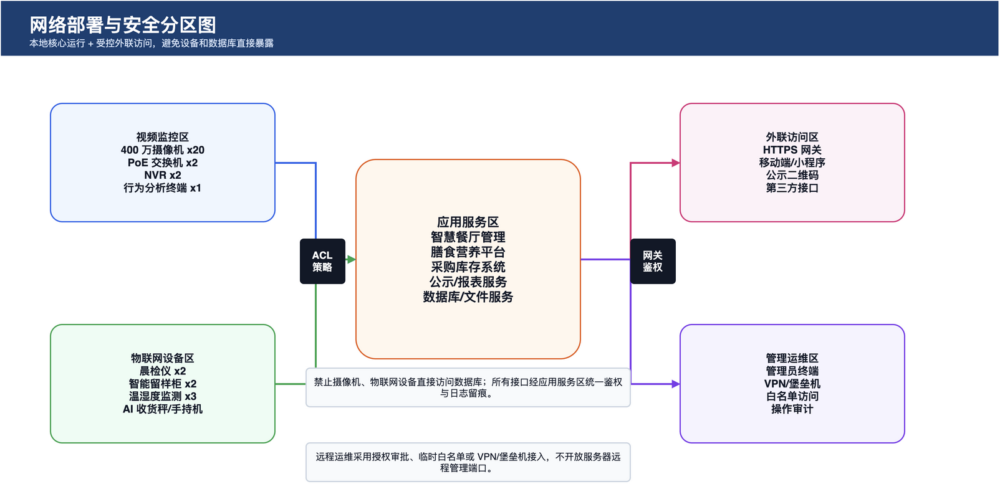 网络部署与安全分区图
本地核心运行 + 受控外联访问，避免设备和数据库直接暴露
视频监控区
400 万摄像机 x20
PoE 交换机 x2
NVR x2
行为分析终端 x1
外联访问区
HTTPS 网关
移动端/小程序
公示二维码
第三方接口
应用服务区
智慧餐厅管理
膳食营养平台
采购库存系统
公示/报表服务
数据库/文件服务
ACL
策略
网关
鉴权
物联网设备区
晨检仪 x2
智能留样柜 x2
温湿度监测 x3
AI 收货秤/手持机
管理运维区
管理员终端
VPN/堡垒机
白名单访问
操作审计
禁止摄像机、物联网设备直接访问数据库；所有接口经应用服务区统一鉴权
与日志留痕。
远程运维采用授权审批、临时白名单或 VPN/堡垒机接入，不开放服务器远
程管理端口。